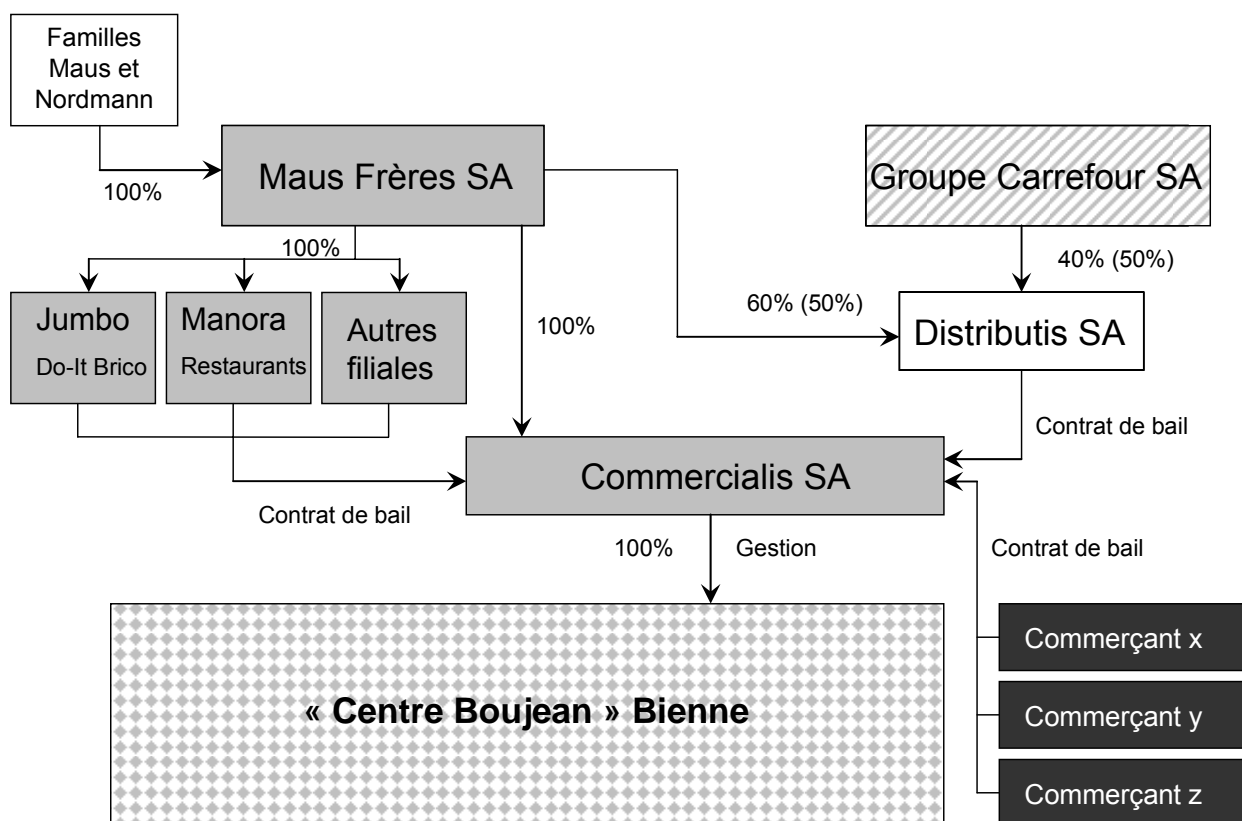 Familles
Maus et
Nordmann
100%
Maus Frères SA
Groupe Carrefour SA
100%
40% (50%)
60% (50%)
100%
Jumbo
Do-It Brico
Manora
Restaurants
Autres
filiales
Distributis SA
Contrat de bail
Commercialis SA
Contrat de bail
100%
Gestion
Contrat de bail
« Centre Boujean » Bienne
Commerçant x
Commerçant y
Commerçant z